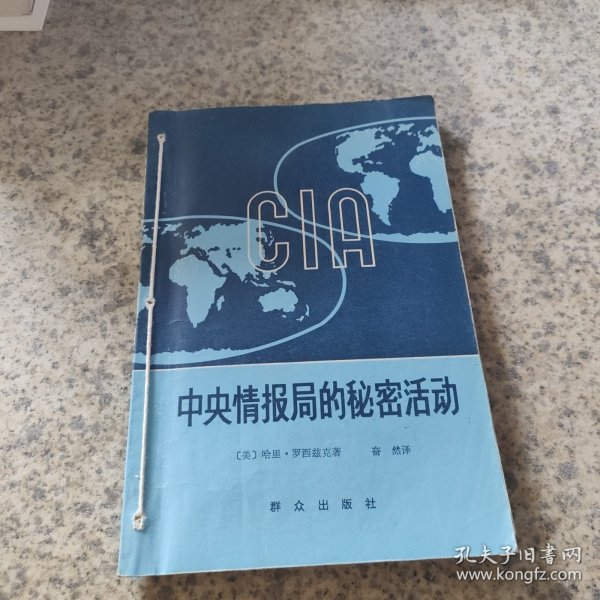 CIA
中央情报局的秘密活动
〔美〕哈里·罗西兹克著 奋 然译
群众出版社
孔夫子旧书网
www.kongfz.com